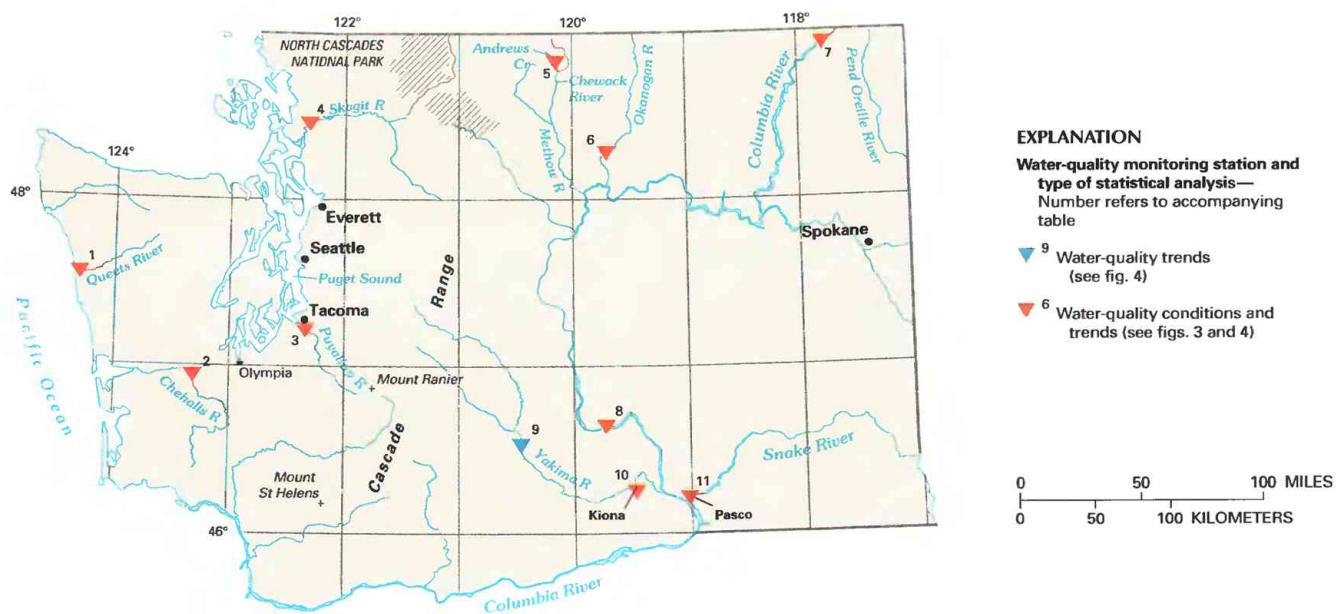 122°
120°
118°
NORTH CASCADES
NATIONAL PARK
Andrews
Cr
5
Chewack
River
Okanogan R
Columbia River
7
Pend Oreille River
4
Skagit R
Methow R
6
124°
48°
Everett
Seattle
Spokane
1
Queets River
Puget Sound
Range
Tacoma
3
Puyallup R
Pacific Ocean
2
Olympia
Mount Ranier
Chehalis R
Cascade
8
9
Yakima R
Snake River
Mount
St Helens
10
11
Kiona
Pasco
46°
Columbia River
EXPLANATION
Water-quality monitoring station and
type of statistical analysis—
Number refers to accompanying
table
9 Water-quality trends
(see fig. 4)
6 Water-quality conditions and
trends (see figs. 3 and 4)
0 50 100 MILES
0 50 100 KILOMETERS